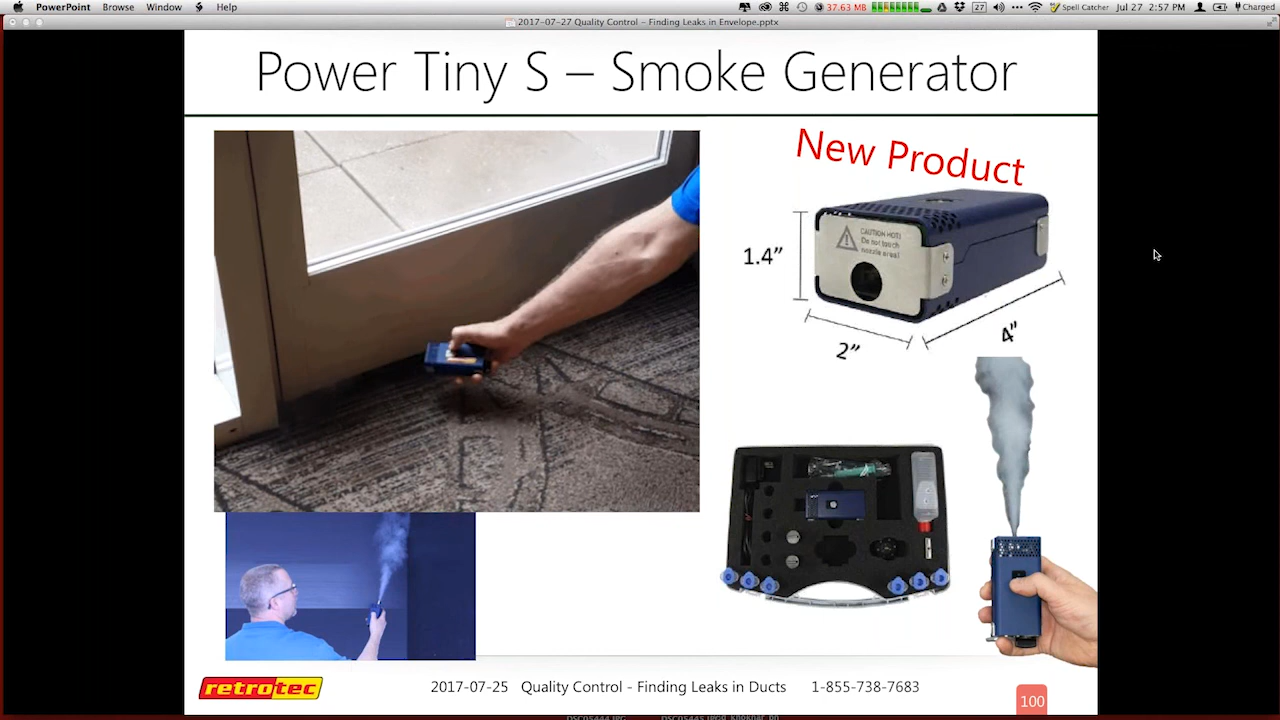 PowerPoint Browse Window Help 37.63 MB 27 Spell Catcher Jul 27 2:57 PM Charged
2017-07-27 Quality Control - Finding Leaks in Envelope.pptx
Power Tiny S – Smoke Generator
New Product
CAUTION HOT!
Do not touch
nozzle area!
1.4”
2”
4”
retrotec
2017-07-25 Quality Control - Finding Leaks in Ducts 1-855-738-7683
100
DSC05444.JPG